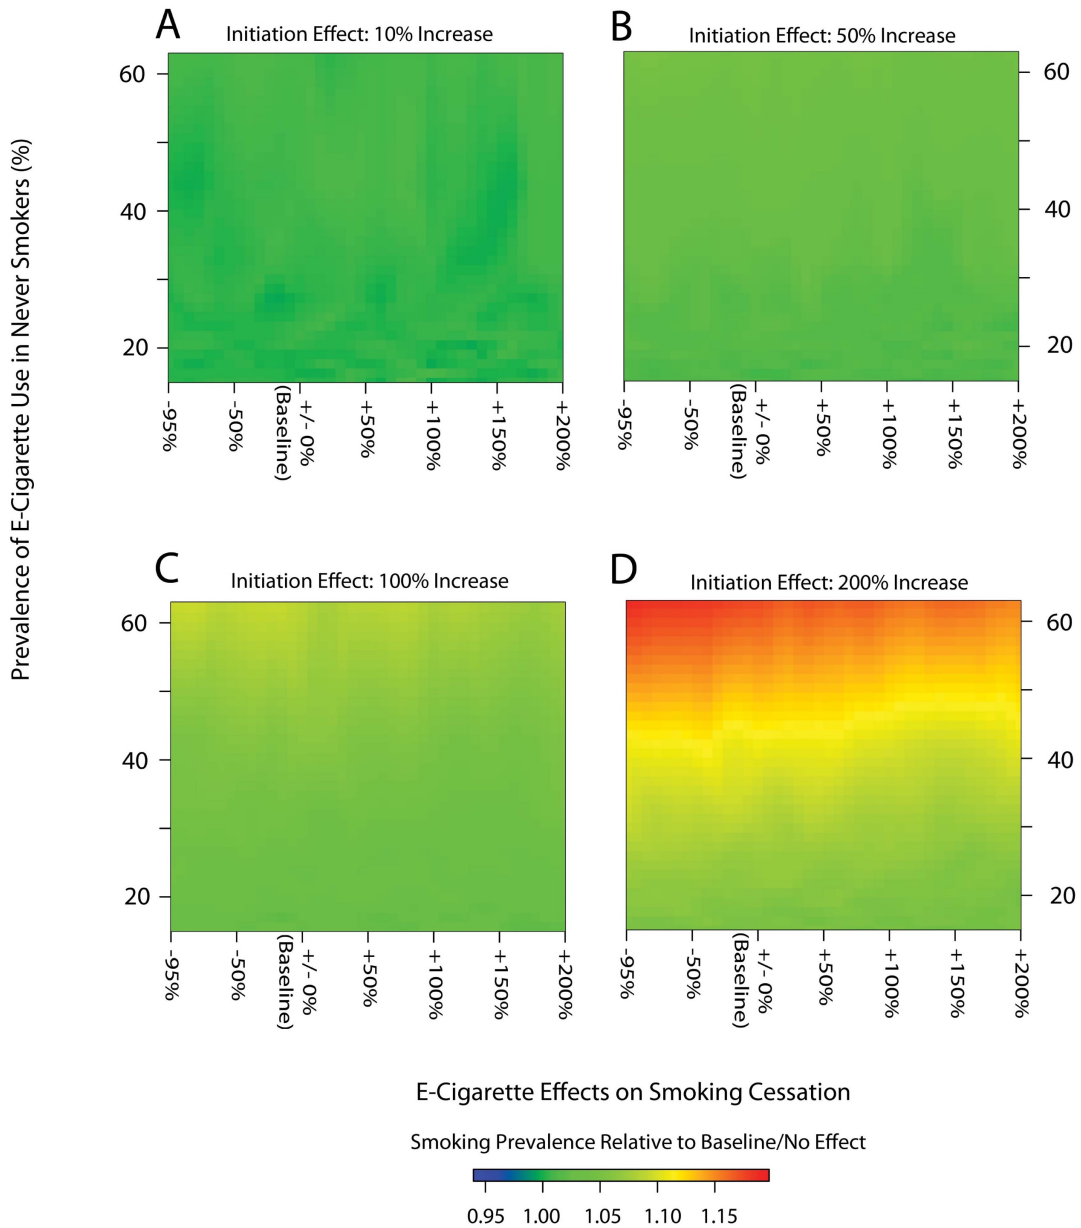 A
Initiation Effect: 10% Increase
B
Initiation Effect: 50% Increase
Prevalence of E-Cigarette Use in Never Smokers (%)
60
40
20
60
40
20
-95%
-50%
+/- 0%
(Baseline)
+50%
+100%
+150%
+200%
-95%
-50%
+/- 0%
(Baseline)
+50%
+100%
+150%
+200%
C
Initiation Effect: 100% Increase
D
Initiation Effect: 200% Increase
60
40
20
60
40
20
-95%
-50%
+/- 0%
(Baseline)
+50%
+100%
+150%
+200%
-95%
-50%
+/- 0%
(Baseline)
+50%
+100%
+150%
+200%
E-Cigarette Effects on Smoking Cessation
Smoking Prevalence Relative to Baseline/No Effect
0.95 1.00 1.05 1.10 1.15